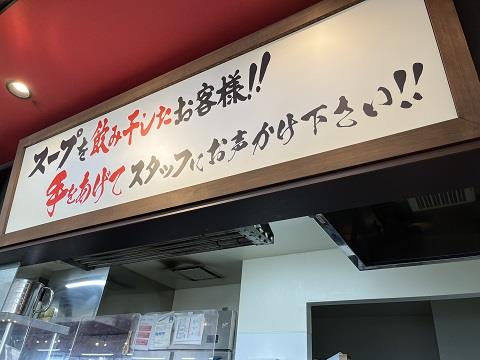 スープを飲み干したお客様!!
手をあげてスタッフにお声かけ下さい!!